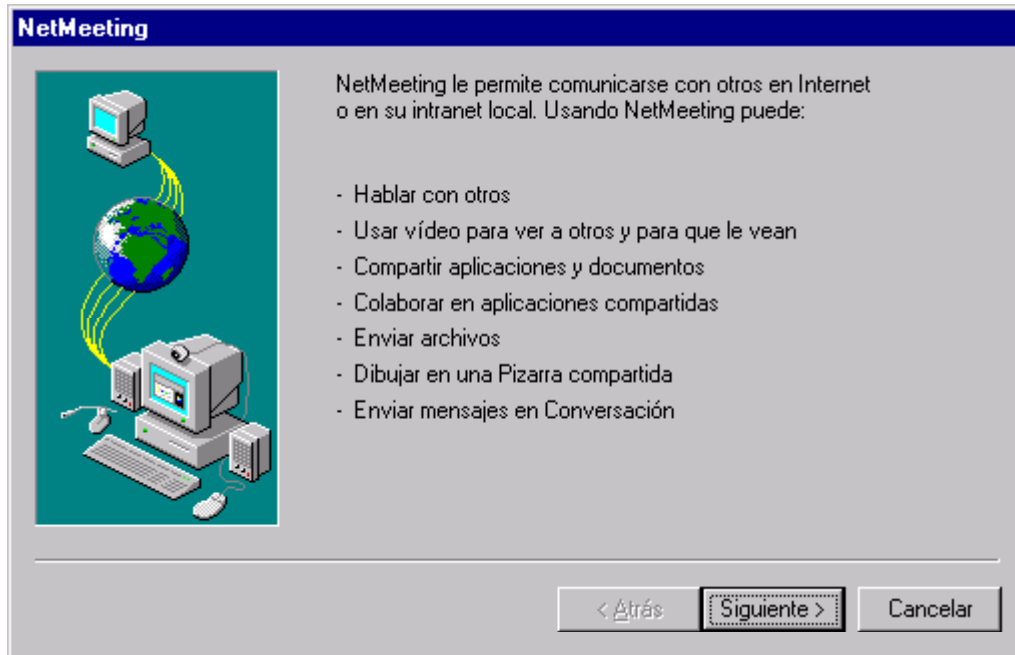 NetMeeting
NetMeeting le permite comunicarse con otros en Internet
o en su intranet local. Usando NetMeeting puede:
- Hablar con otros
- Usar vídeo para ver a otros y para que le vean
- Compartir aplicaciones y documentos
- Colaborar en aplicaciones compartidas
- Enviar archivos
- Dibujar en una Pizarra compartida
- Enviar mensajes en Conversación
< Atrás
Siguiente >
Cancelar